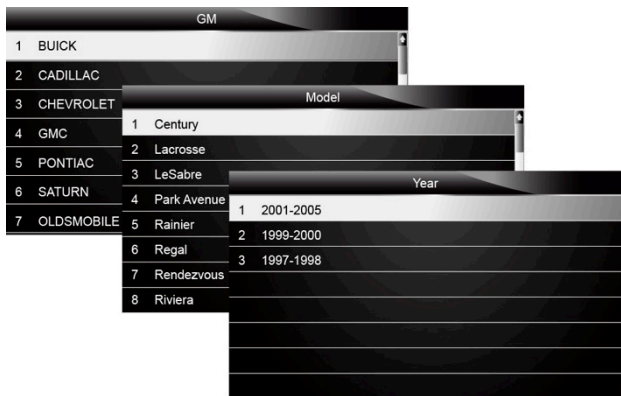 GM
1 BUICK
2 CADILLAC
3 CHEVROLET
4 GMC
5 PONTIAC
6 SATURN
7 OLDSMOBILE
Model
1 Century
2 Lacrosse
3 LeSabre
4 Park Avenue
5 Rainier
6 Regal
7 Rendezvous
8 Riviera
Year
1 2001-2005
2 1999-2000
3 1997-1998